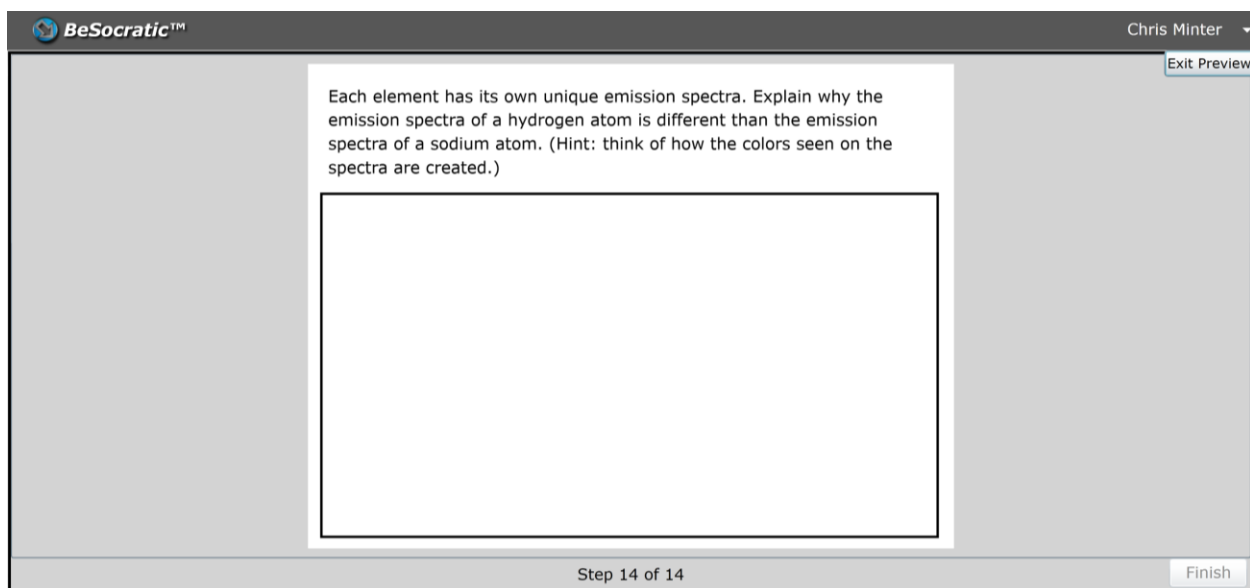 BeSocratic™
Chris Minter
Exit Preview
Each element has its own unique emission spectra. Explain why the
emission spectra of a hydrogen atom is different than the emission
spectra of a sodium atom. (Hint: think of how the colors seen on the
spectra are created.)
Step 14 of 14
Finish